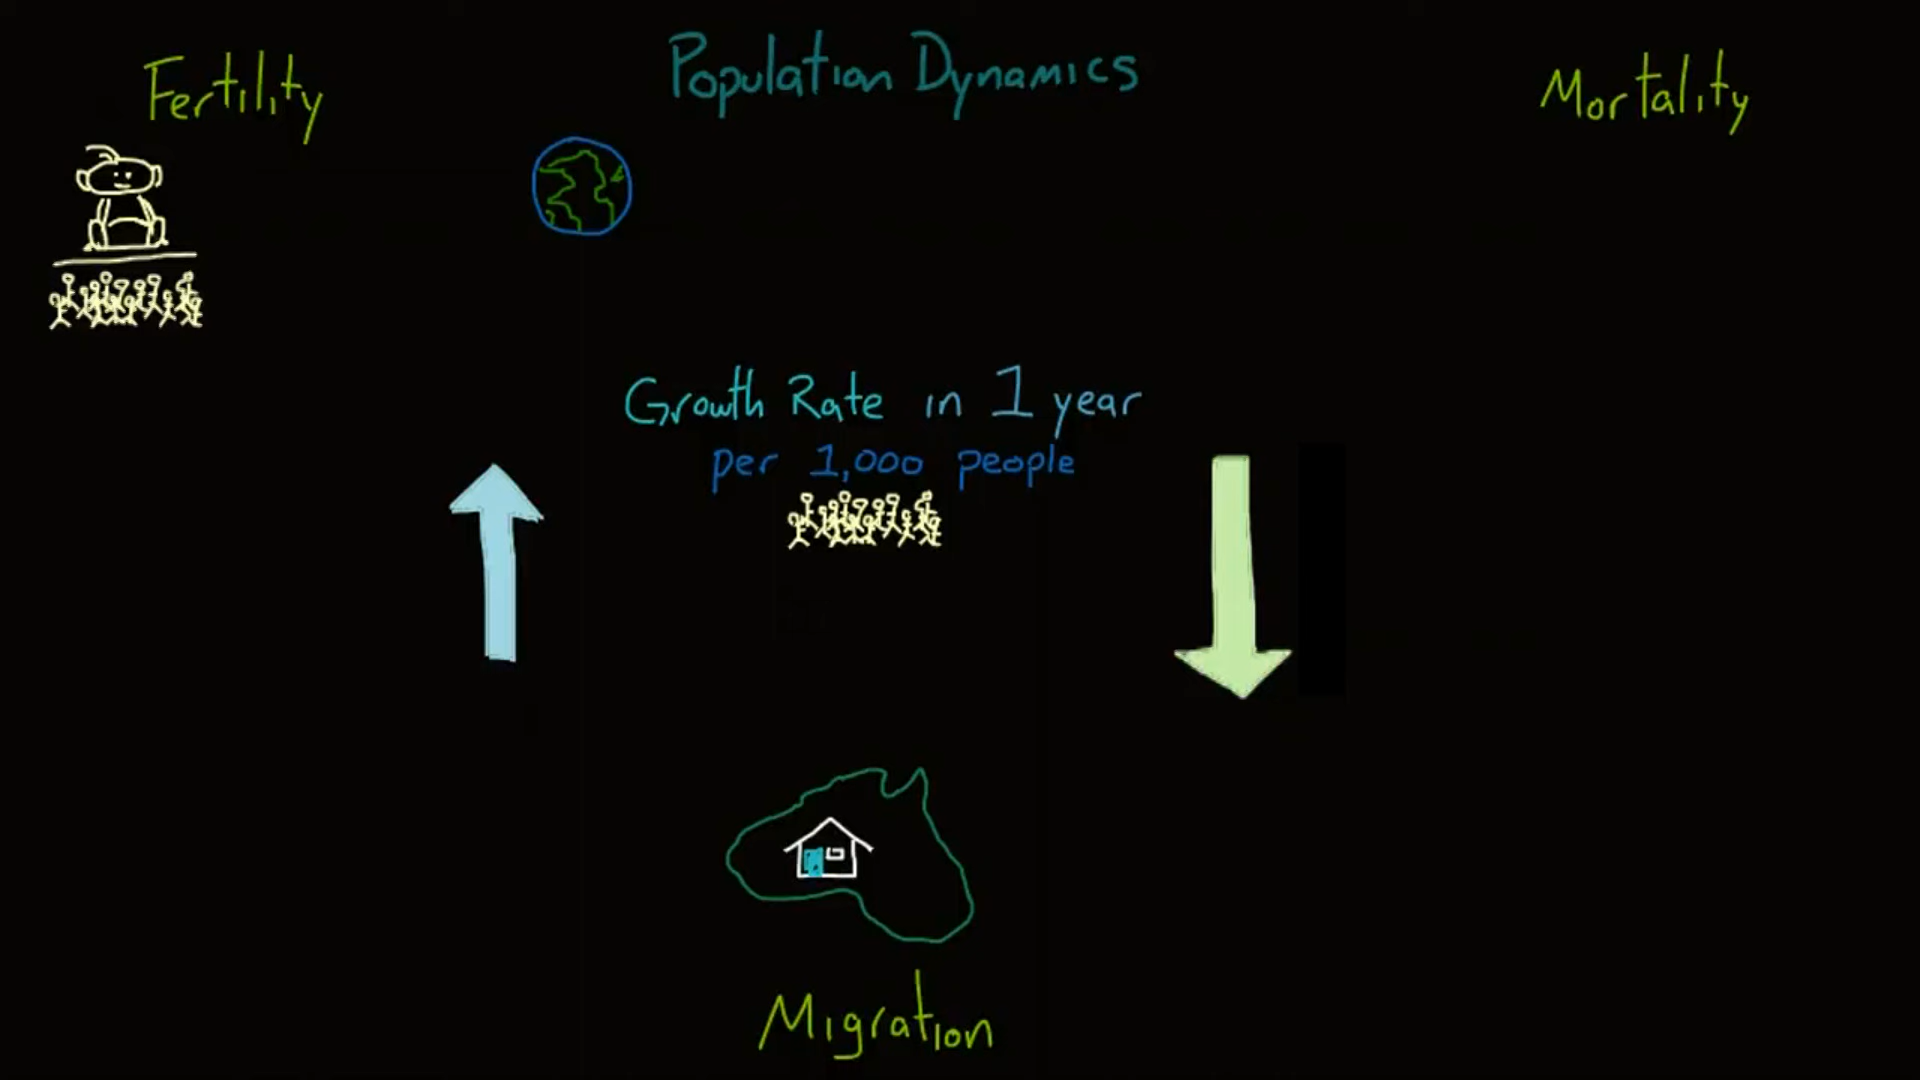 Fertility
Population Dynamics
Mortality
Growth Rate in 1 year
per 1,000 people
Migration